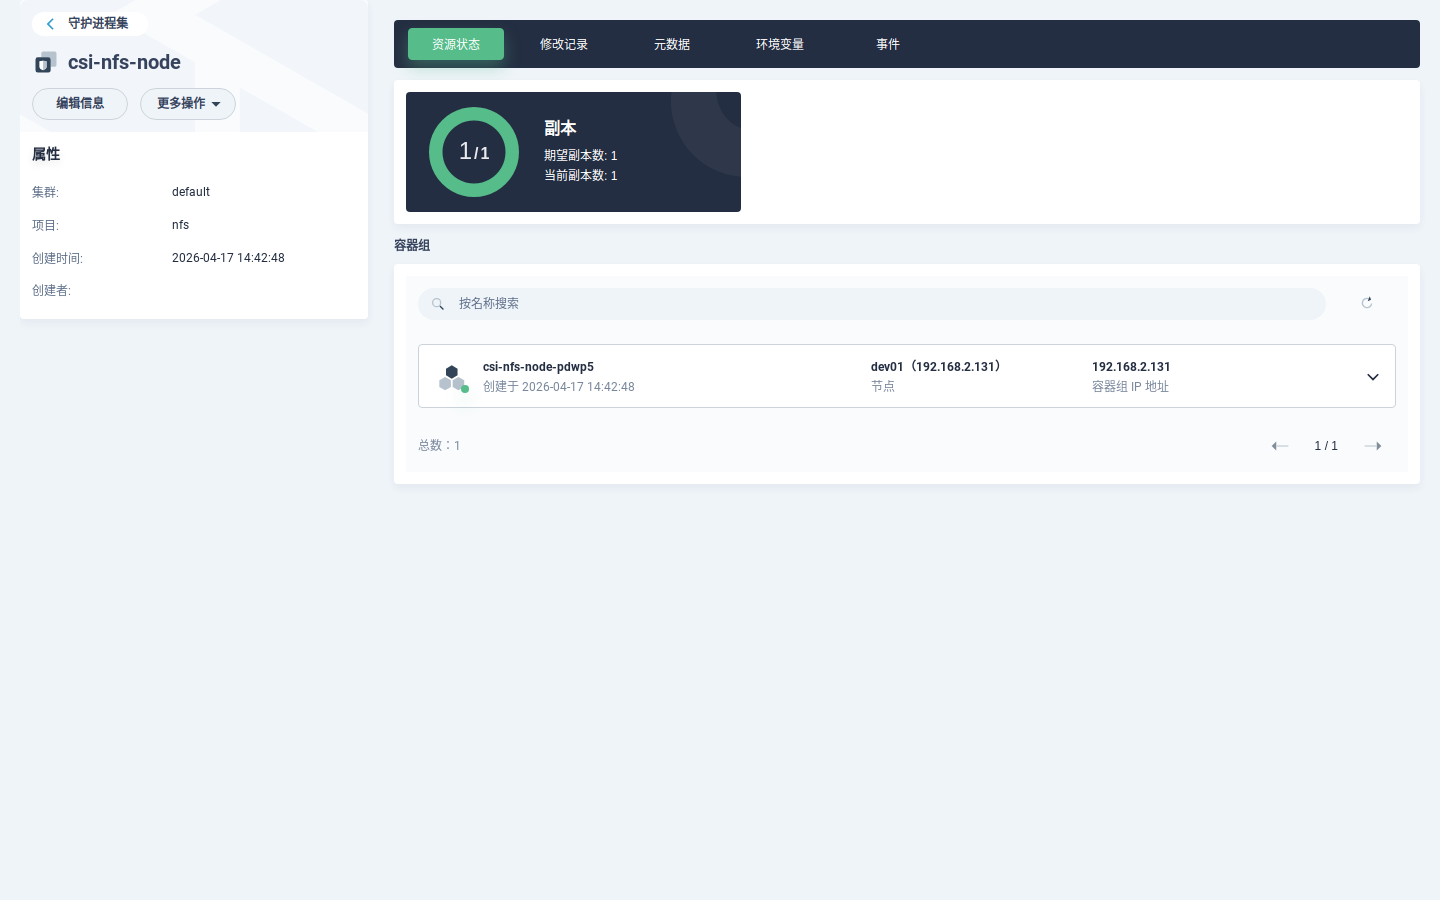 守护进程集
csi-nfs-node
编辑信息
更多操作
属性
集群:
default
项目:
nfs
创建时间:
2026-04-17 14:42:48
创建者:
资源状态
修改记录
元数据
环境变量
事件
1/1
副本
期望副本数: 1
当前副本数: 1
容器组
按名称搜索
csi-nfs-node-pdwp5
创建于 2026-04-17 14:42:48
dev01（192.168.2.131）
节点
192.168.2.131
容器组 IP 地址
总数：1
1 / 1